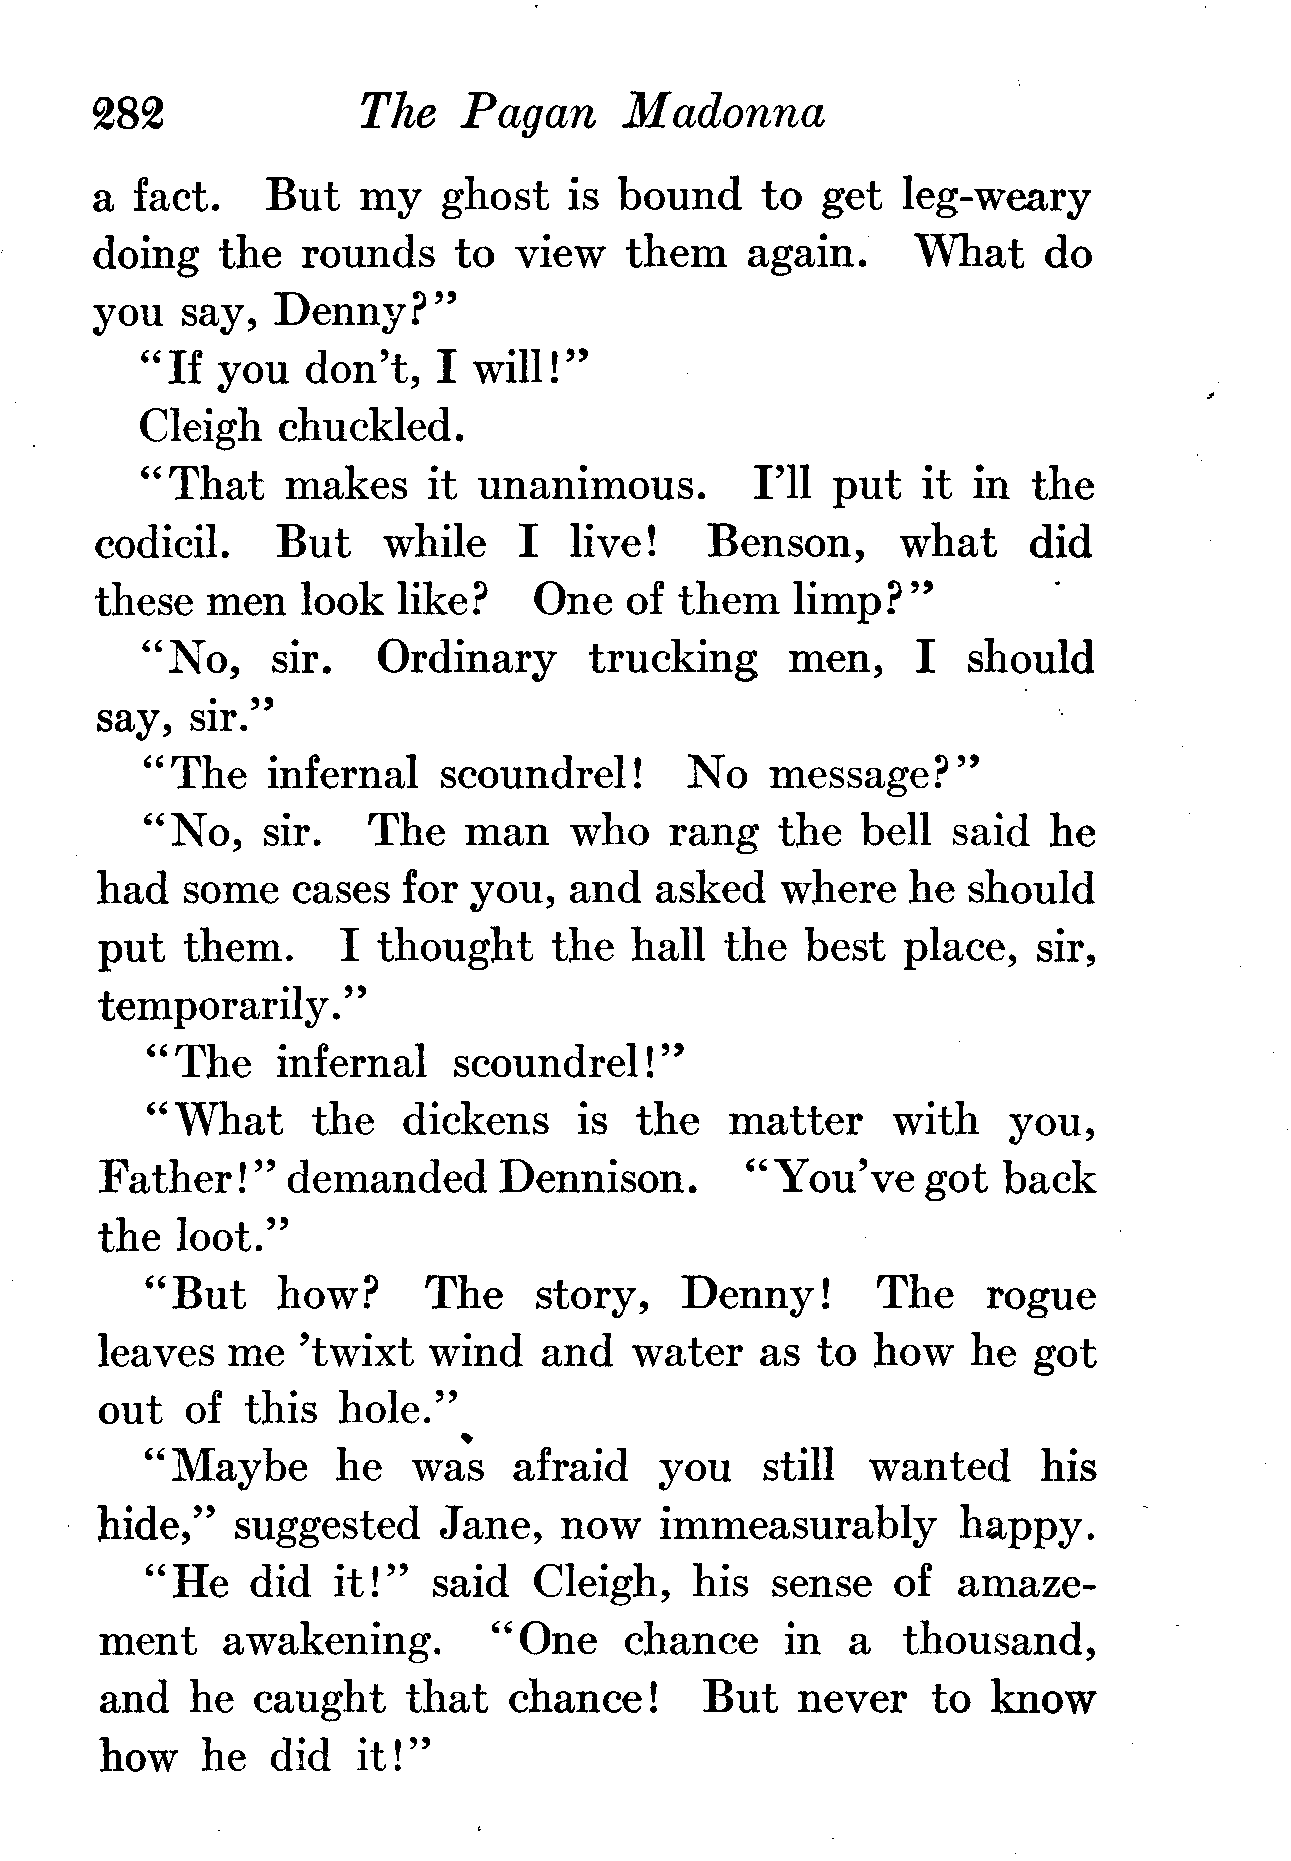 282 The Pagan Madonna
a fact. But my ghost is bound to get leg-weary
doing the rounds to view them again. What do
you say, Denny?"
"If you don't, I will!"
Cleigh chuckled.
"That makes it unanimous. I'll put it in the
codicil. But while I live! Benson, what did
these men look like? One of them limp?"
"No, sir. Ordinary trucking men, I should
say, sir."
"The infernal scoundrel! No message?"
"No, sir. The man who rang the bell said he
had some cases for you, and asked where he should
put them. I thought the hall the best place, sir,
temporarily."
"The infernal scoundrel!"
"What the dickens is the matter with you,
Father!" demanded Dennison. "You've got back
the loot."
"But how? The story, Denny! The rogue
leaves me 'twixt wind and water as to how he got
out of this hole."
"Maybe he was afraid you still wanted his
hide," suggested Jane, now immeasurably happy.
"He did it!" said Cleigh, his sense of amaze-
ment awakening. "One chance in a thousand,
and he caught that chance! But never to know
how he did it!"